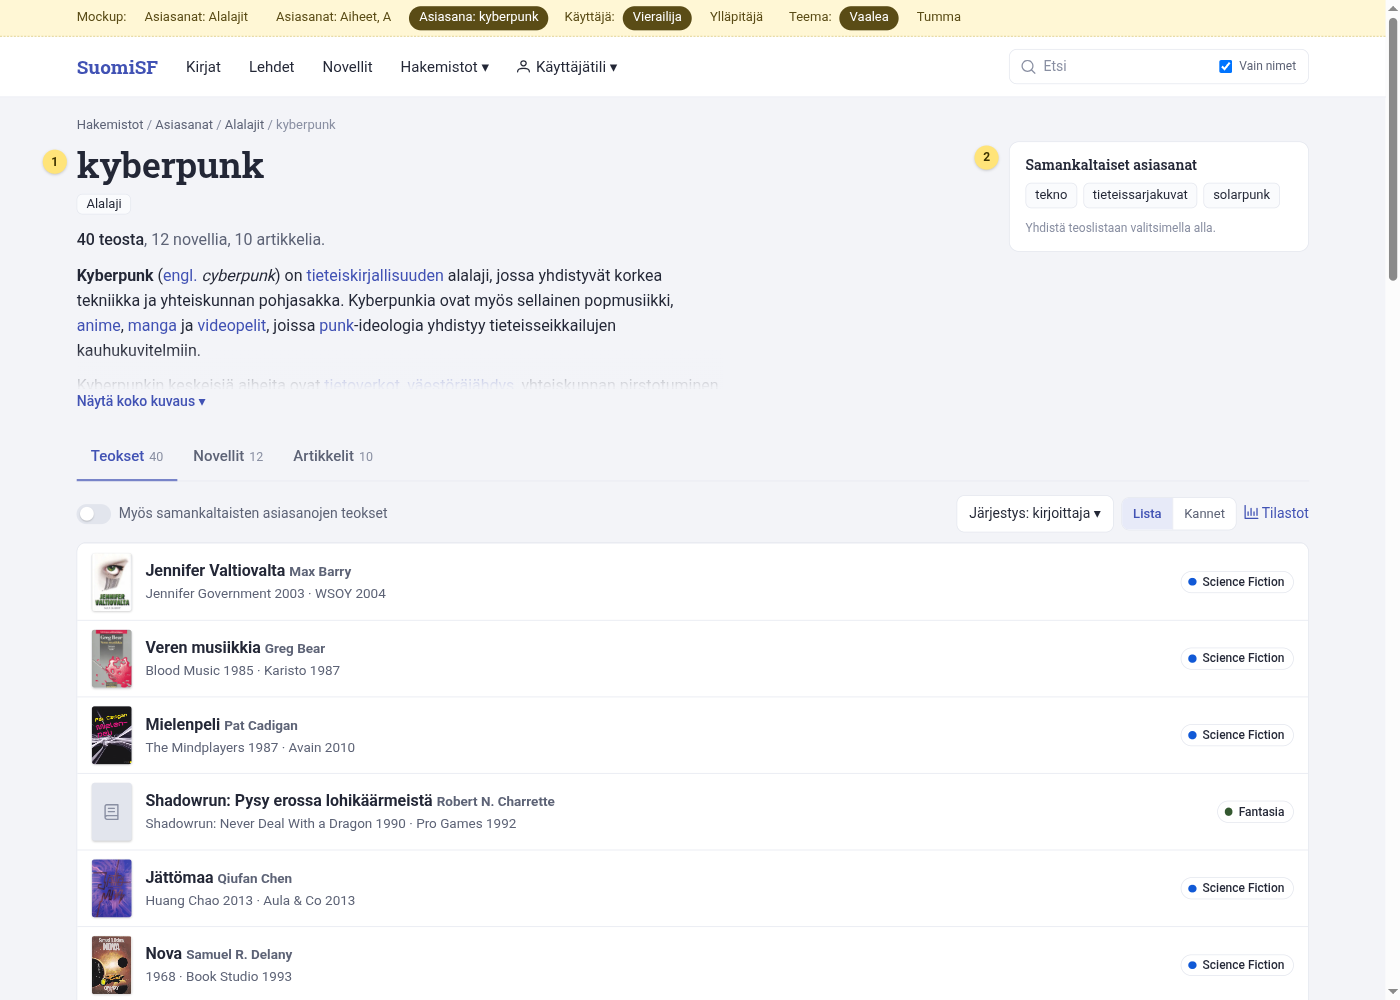 Mockup: Asiasanat: Alalajit Asiasanat: Aiheet, A Asiasana: kyberpunk Käyttäjä: Vierailija Ylläpitäjä Teema: Vaalea Tumma
SuomiSF Kirjat Lehdet Novellit Hakemistot ▾ Käyttäjätili ▾ Etsi Vain nimet
Hakemistot / Asiasanat / Alalajit / kyberpunk
1 kyberpunk
Alalaji
40 teosta, 12 novellia, 10 artikkelia.
Kyberpunk (engl. cyberpunk) on tieteiskirjallisuuden alalaji, jossa yhdistyvät korkea
tekniikka ja yhteiskunnan pohjasakka. Kyberpunkia ovat myös sellainen popmusiikki,
anime, manga ja videopelit, joissa punk-ideologia yhdistyy tieteisseikkailujen
kauhukuvitelmiin.
Kyberpunkin keskeisiä aiheita ovat tietoverkot, väestöräjähdys, yhteiskunnan pirstotuminen
Näytä koko kuvaus ▾
2 Samankaltaiset asiasanat
tekno tieteissarjakuvat solarpunk
Yhdistä teoslistaan valitsimella alla.
Teokset 40 Novellit 12 Artikkelit 10
Myös samankaltaisten asiasanojen teokset Järjestys: kirjoittaja ▾ Lista Kannet Tilastot
Jennifer Valtiovalta Max Barry
Jennifer Government 2003 · WSOY 2004
Science Fiction
Veren musiikkia Greg Bear
Blood Music 1985 · Karisto 1987
Science Fiction
Mielenpeli Pat Cadigan
The Mindplayers 1987 · Avain 2010
Science Fiction
Shadowrun: Pysy erossa lohikäärmeistä Robert N. Charrette
Shadowrun: Never Deal With a Dragon 1990 · Pro Games 1992
Fantasia
Jättömaa Qiufan Chen
Huang Chao 2013 · Aula & Co 2013
Science Fiction
Nova Samuel R. Delany
1968 · Book Studio 1993
Science Fiction